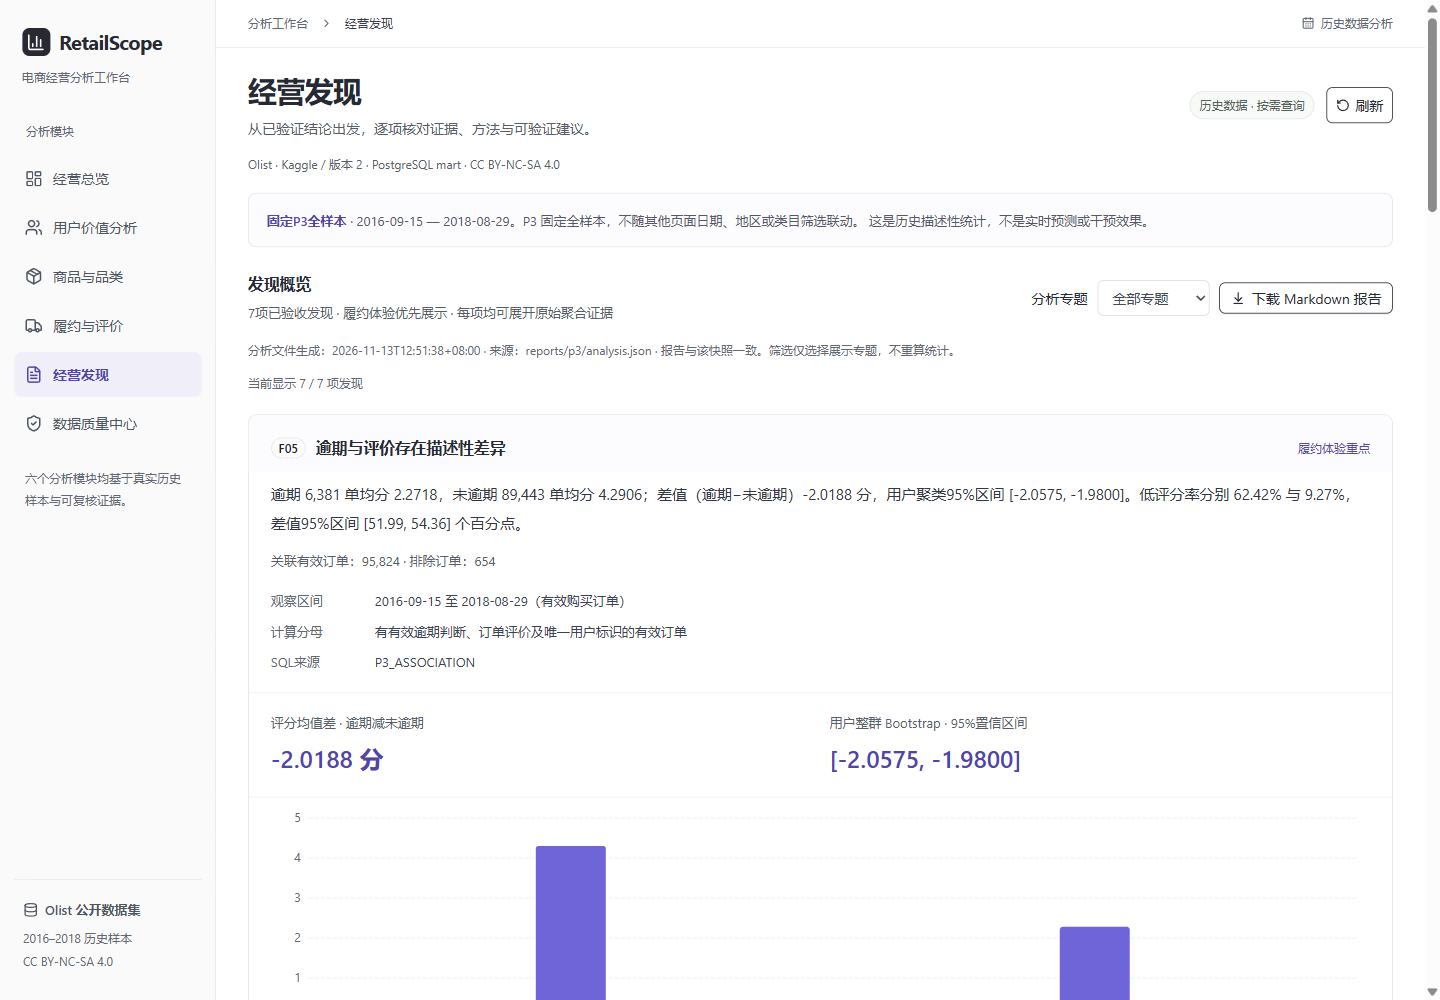 RetailScope
电商经营分析工作台
分析模块
经营总览
用户价值分析
商品与品类
履约与评价
经营发现
数据质量中心
六个分析模块均基于真实历史
样本与可复核证据。
Olist 公开数据集
2016–2018 历史样本
CC BY-NC-SA 4.0
分析工作台 > 经营发现
历史数据分析
经营发现
从已验证结论出发，逐项核对证据、方法与可验证建议。
历史数据 · 按需查询
刷新
Olist · Kaggle / 版本 2 · PostgreSQL mart · CC BY-NC-SA 4.0
固定P3全样本 · 2016-09-15 — 2018-08-29。P3 固定全样本，不随其他页面日期、地区或类目筛选联动。 这是历史描述性统计，不是实时预测或干预效果。
发现概览
7项已验收发现 · 履约体验优先展示 · 每项均可展开原始聚合证据
分析专题
全部专题
下载 Markdown 报告
分析文件生成：2026-11-13T12:51:38+08:00 · 来源：reports/p3/analysis.json · 报告与该快照一致。筛选仅选择展示专题，不重算统计。
当前显示 7 / 7 项发现
F05 逾期与评价存在描述性差异
履约体验重点
逾期 6,381 单均分 2.2718，未逾期 89,443 单均分 4.2906；差值（逾期−未逾期）-2.0188 分，用户聚类95%区间 [-2.0575, -1.9800]。低评分率分别 62.42% 与 9.27%，
差值95%区间 [51.99, 54.36] 个百分点。
关联有效订单：95,824 · 排除订单：654
观察区间 2016-09-15 至 2018-08-29（有效购买订单）
计算分母 有有效逾期判断、订单评价及唯一用户标识的有效订单
SQL来源 P3_ASSOCIATION
评分均值差 · 逾期减未逾期
-2.0188 分
用户整群 Bootstrap · 95%置信区间
[-2.0575, -1.9800]
5
4
3
2
1